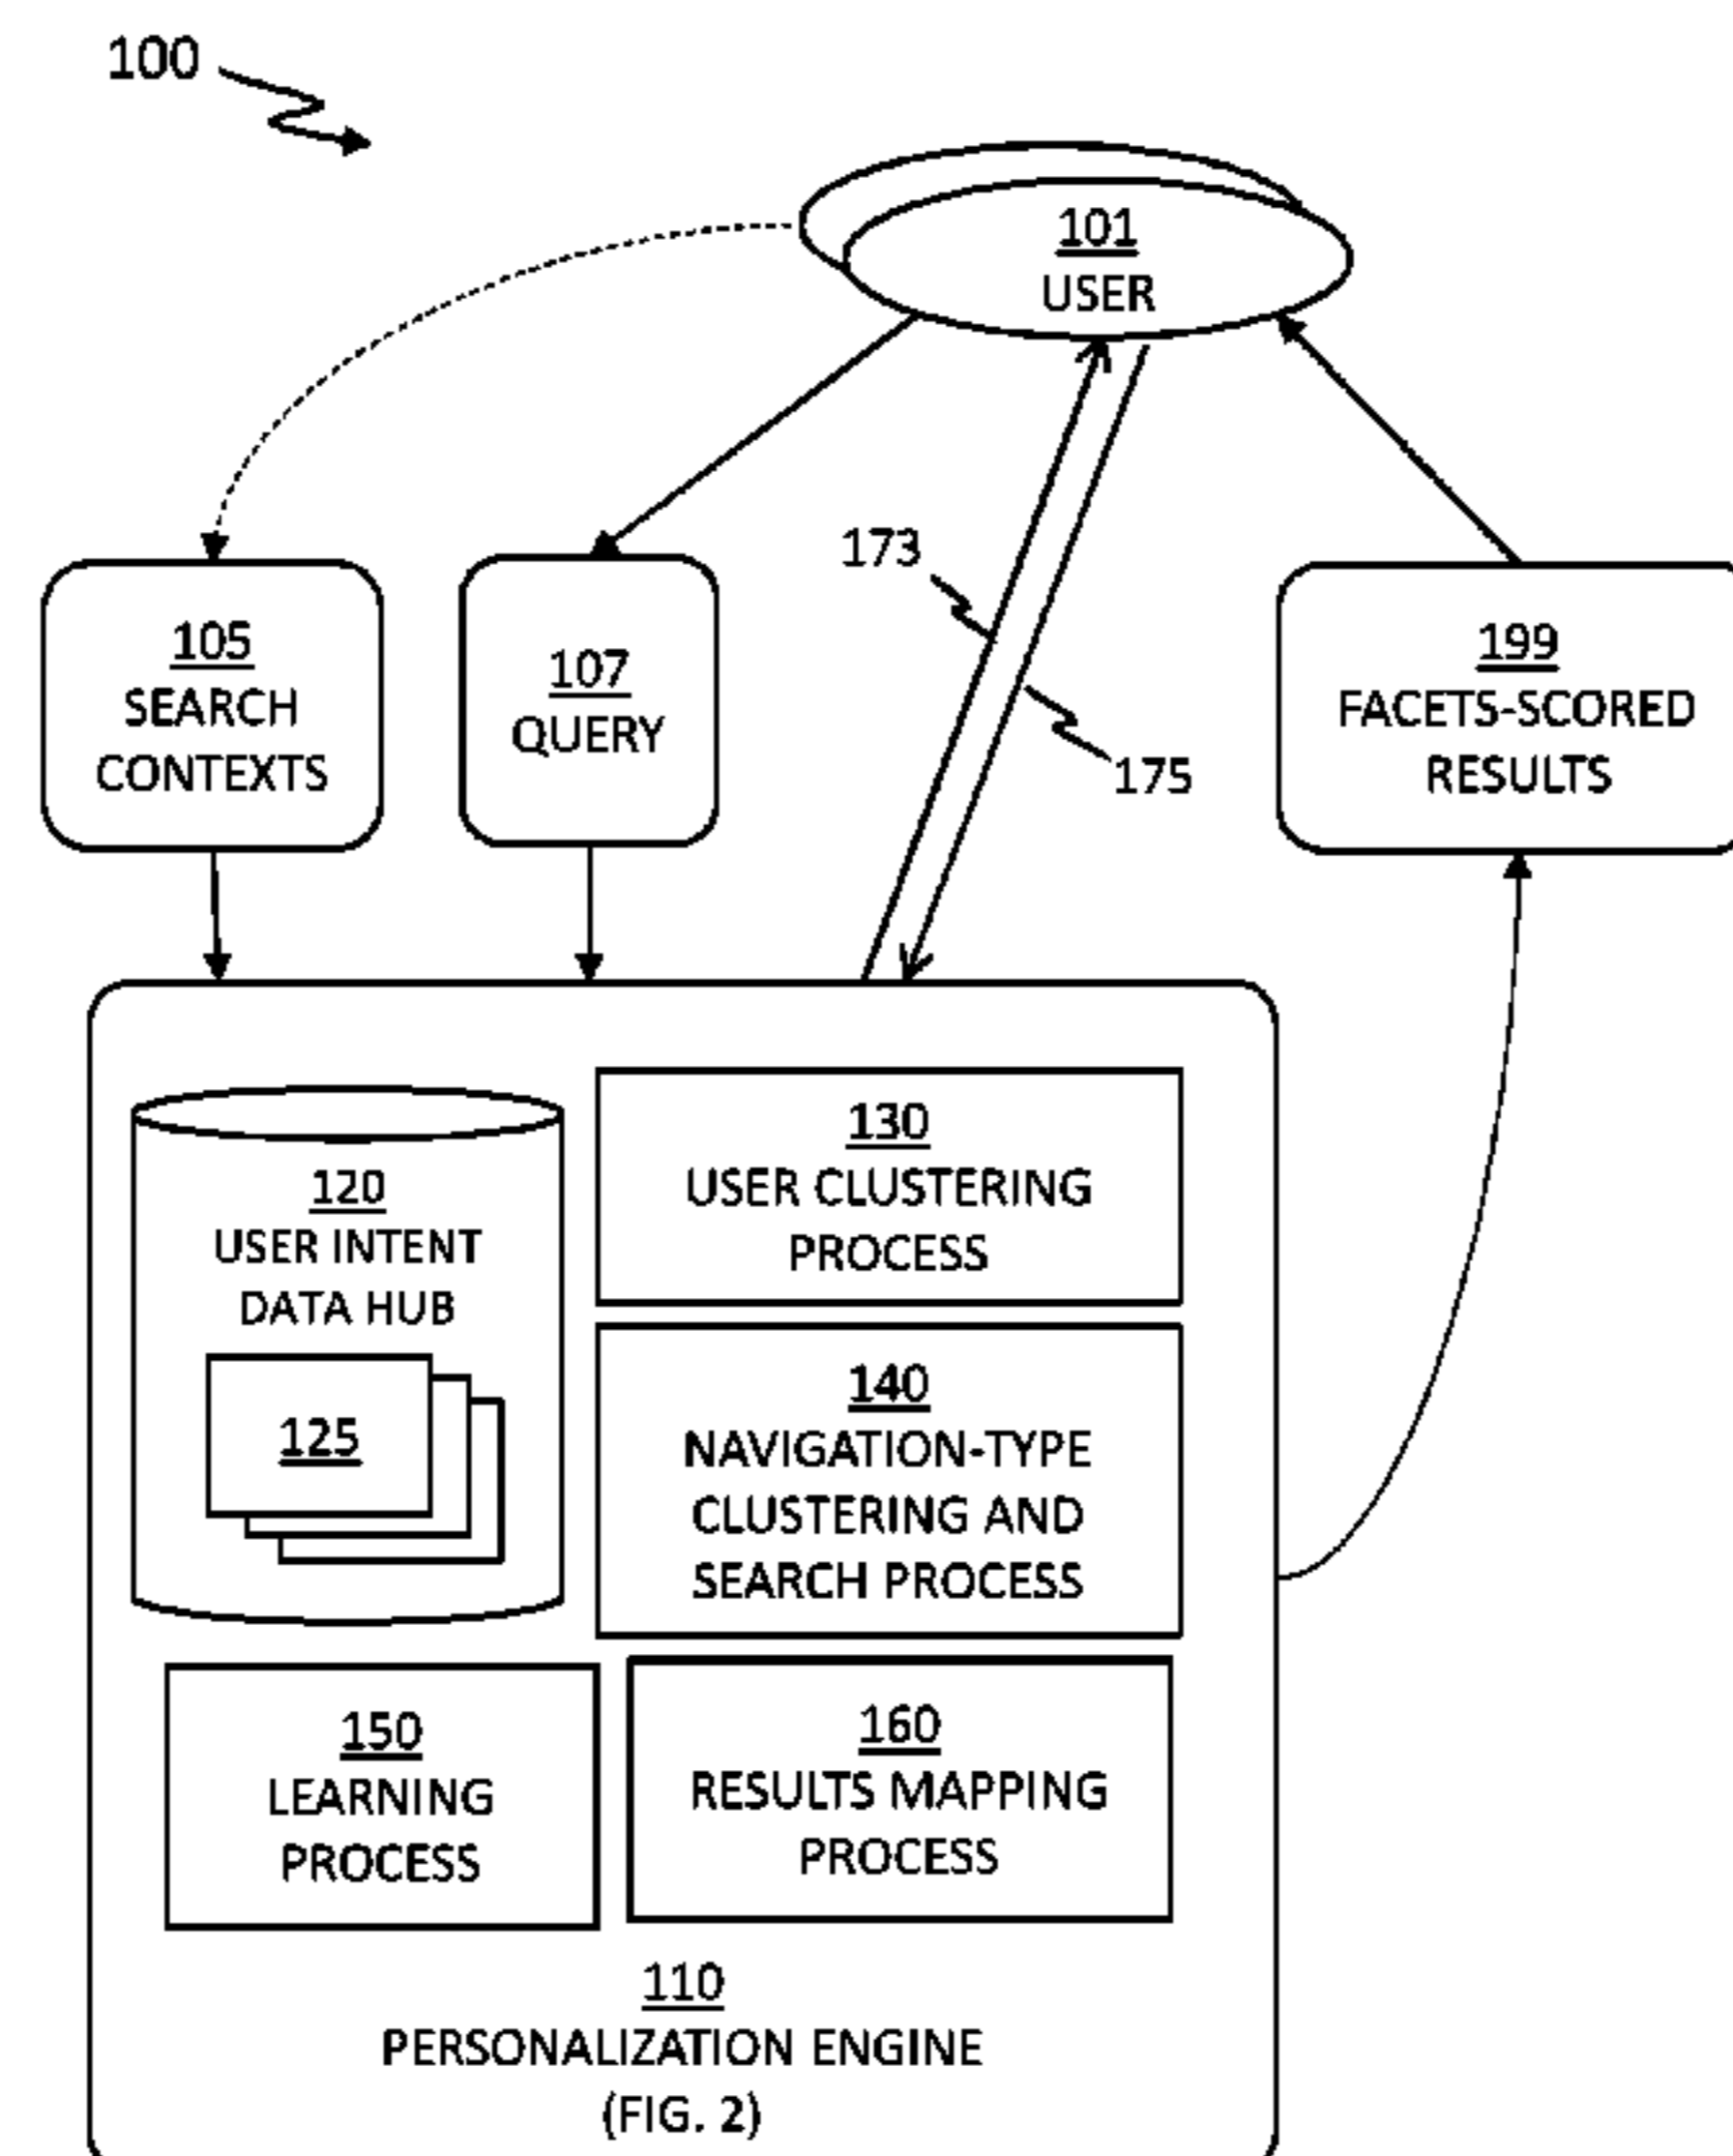 100
101
USER
173
175
105
SEARCH
CONTEXTS
107
QUERY
199
FACETS-SCORED
RESULTS
120
USER INTENT
DATA HUB
125
130
USER CLUSTERING
PROCESS
140
NAVIGATION-TYPE
CLUSTERING AND
SEARCH PROCESS
150
LEARNING
PROCESS
160
RESULTS MAPPING
PROCESS
110
PERSONALIZATION ENGINE
(FIG. 2)